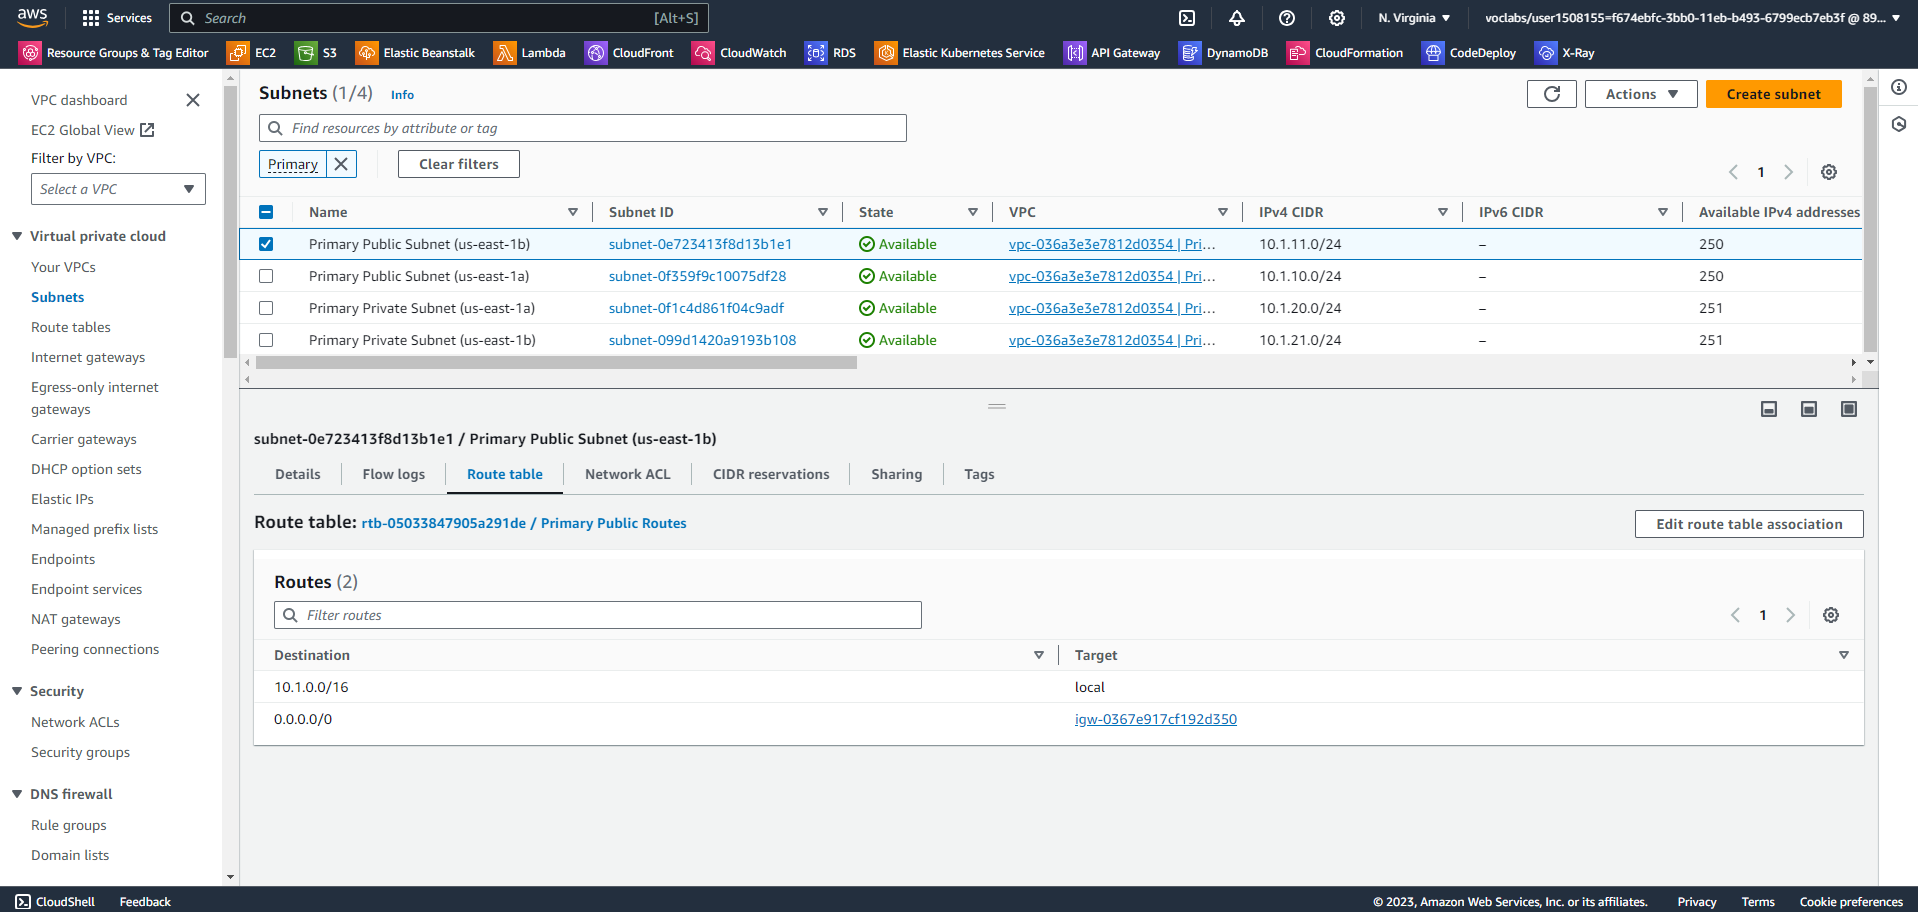 aws Services Search [Alt+S] N. Virginia voclabs/user1508155=f674ebfc-3bb0-11eb-b493-6799ecb7eb3f @ 89...
Resource Groups & Tag Editor EC2 S3 Elastic Beanstalk Lambda CloudFront CloudWatch RDS Elastic Kubernetes Service API Gateway DynamoDB CloudFormation CodeDeploy X-Ray
VPC dashboard
EC2 Global View
Filter by VPC:
Select a VPC
Virtual private cloud
Your VPCs
Subnets
Route tables
Internet gateways
Egress-only internet
gateways
Carrier gateways
DHCP option sets
Elastic IPs
Managed prefix lists
Endpoints
Endpoint services
NAT gateways
Peering connections
Security
Network ACLs
Security groups
DNS firewall
Rule groups
Domain lists
Subnets (1/4) Info
Actions
Create subnet
Find resources by attribute or tag
Primary
Clear filters
1
Name Subnet ID State VPC IPv4 CIDR IPv6 CIDR Available IPv4 addresses
Primary Public Subnet (us-east-1b) subnet-0e723413f8d13b1e1 Available vpc-036a3e3e7812d0354 | Pri... 10.1.11.0/24 – 250
Primary Public Subnet (us-east-1a) subnet-0f359f9c10075df28 Available vpc-036a3e3e7812d0354 | Pri... 10.1.10.0/24 – 250
Primary Private Subnet (us-east-1a) subnet-0f1c4d861f04c9adf Available vpc-036a3e3e7812d0354 | Pri... 10.1.20.0/24 – 251
Primary Private Subnet (us-east-1b) subnet-099d1420a9193b108 Available vpc-036a3e3e7812d0354 | Pri... 10.1.21.0/24 – 251
subnet-0e723413f8d13b1e1 / Primary Public Subnet (us-east-1b)
Details Flow logs Route table Network ACL CIDR reservations Sharing Tags
Route table: rtb-05033847905a291de / Primary Public Routes
Edit route table association
Routes (2)
Filter routes
1
Destination Target
10.1.0.0/16 local
0.0.0.0/0 igw-0367e917cf192d350
CloudShell Feedback © 2023, Amazon Web Services, Inc. or its affiliates. Privacy Terms Cookie preferences